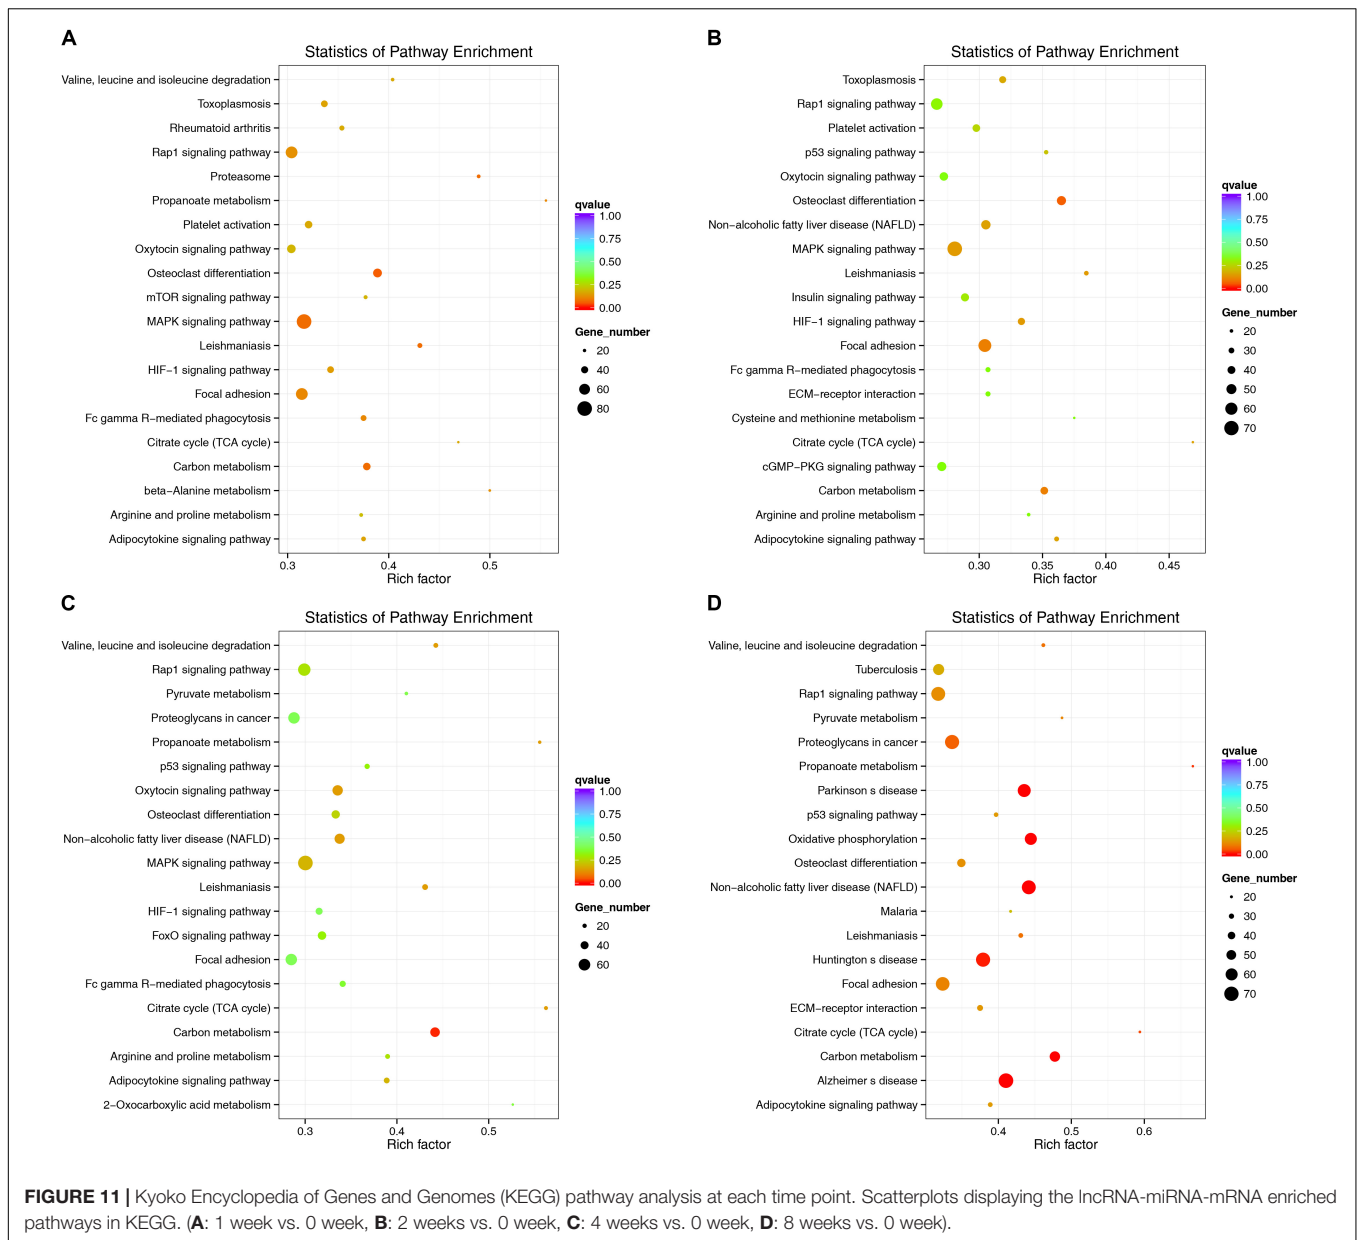 A
Statistics of Pathway Enrichment
Valine, leucine and isoleucine degradation
Toxoplasmosis
Rheumatoid arthritis
Rap1 signaling pathway
Proteasome
Propanoate metabolism
Platelet activation
Oxytocin signaling pathway
Osteoclast differentiation
mTOR signaling pathway
MAPK signaling pathway
Leishmaniasis
HIF−1 signaling pathway
Focal adhesion
Fc gamma R−mediated phagocytosis
Citrate cycle (TCA cycle)
Carbon metabolism
beta−Alanine metabolism
Arginine and proline metabolism
Adipocytokine signaling pathway
0.3 0.4 0.5
Rich factor
qvalue
1.00
0.75
0.50
0.25
0.00
Gene_number
20
40
60
80
B
Statistics of Pathway Enrichment
Toxoplasmosis
Rap1 signaling pathway
Platelet activation
p53 signaling pathway
Oxytocin signaling pathway
Osteoclast differentiation
Non−alcoholic fatty liver disease (NAFLD)
MAPK signaling pathway
Leishmaniasis
Insulin signaling pathway
HIF−1 signaling pathway
Focal adhesion
Fc gamma R−mediated phagocytosis
ECM−receptor interaction
Cysteine and methionine metabolism
Citrate cycle (TCA cycle)
cGMP−PKG signaling pathway
Carbon metabolism
Arginine and proline metabolism
Adipocytokine signaling pathway
0.30 0.35 0.40 0.45
Rich factor
qvalue
1.00
0.75
0.50
0.25
0.00
Gene_number
20
30
40
50
60
70
C
Statistics of Pathway Enrichment
Valine, leucine and isoleucine degradation
Rap1 signaling pathway
Pyruvate metabolism
Proteoglycans in cancer
Propanoate metabolism
p53 signaling pathway
Oxytocin signaling pathway
Osteoclast differentiation
Non−alcoholic fatty liver disease (NAFLD)
MAPK signaling pathway
Leishmaniasis
HIF−1 signaling pathway
FoxO signaling pathway
Focal adhesion
Fc gamma R−mediated phagocytosis
Citrate cycle (TCA cycle)
Carbon metabolism
Arginine and proline metabolism
Adipocytokine signaling pathway
2−Oxocarboxylic acid metabolism
0.3 0.4 0.5
Rich factor
qvalue
1.00
0.75
0.50
0.25
0.00
Gene_number
20
40
60
D
Statistics of Pathway Enrichment
Valine, leucine and isoleucine degradation
Tuberculosis
Rap1 signaling pathway
Pyruvate metabolism
Proteoglycans in cancer
Propanoate metabolism
Parkinson s disease
p53 signaling pathway
Oxidative phosphorylation
Osteoclast differentiation
Non−alcoholic fatty liver disease (NAFLD)
Malaria
Leishmaniasis
Huntington s disease
Focal adhesion
ECM−receptor interaction
Citrate cycle (TCA cycle)
Carbon metabolism
Alzheimer s disease
Adipocytokine signaling pathway
0.4 0.5 0.6
Rich factor
qvalue
1.00
0.75
0.50
0.25
0.00
Gene_number
20
30
40
50
60
70
FIGURE 11 | Kyoko Encyclopedia of Genes and Genomes (KEGG) pathway analysis at each time point. Scatterplots displaying the lncRNA-miRNA-mRNA enriched
pathways in KEGG. (A: 1 week vs. 0 week, B: 2 weeks vs. 0 week, C: 4 weeks vs. 0 week, D: 8 weeks vs. 0 week).